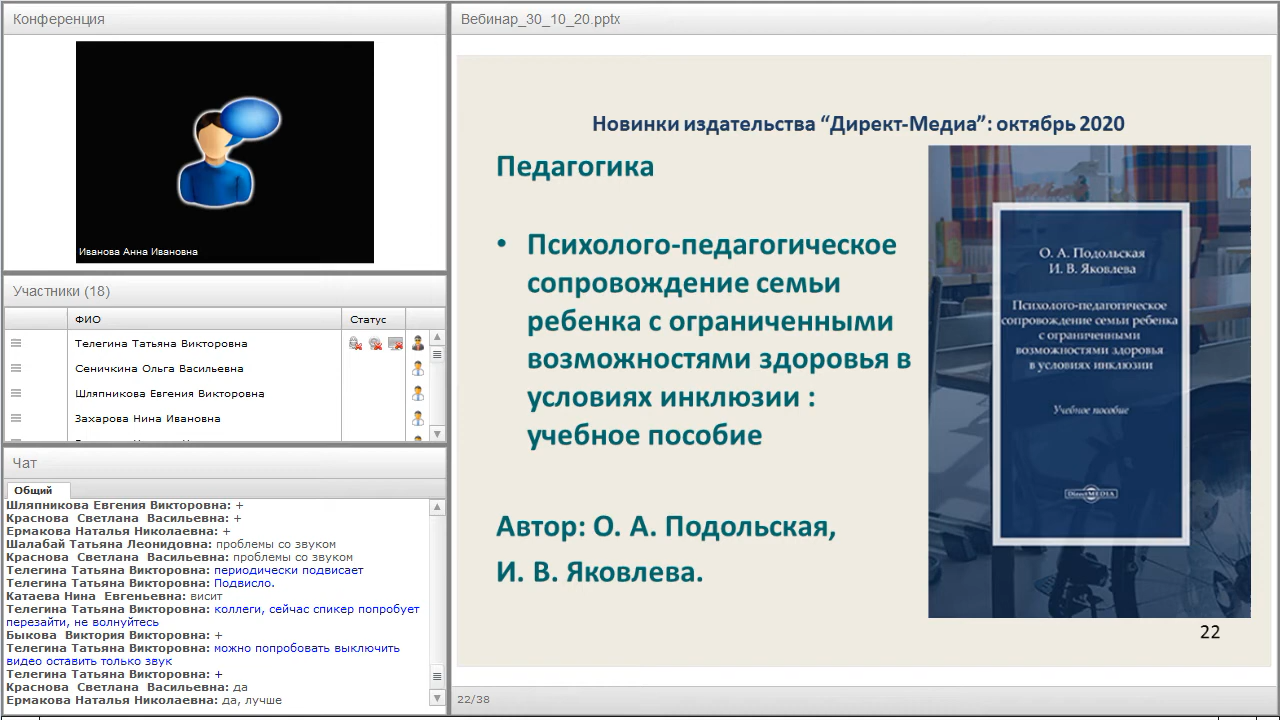 Конференция
Иванова Анна Ивановна
Участники (18)
ФИО
Статус
Телегина Татьяна Викторовна
Сеничкина Ольга Васильевна
Шляпникова Евгения Викторовна
Захарова Нина Ивановна
Чат
Общий
Шляпникова Евгения Викторовна: +
Краснова Светлана Васильевна: +
Ермакова Наталья Николаевна: +
Шалабай Татьяна Леонидовна: проблемы со звуком
Краснова Светлана Васильевна: проблемы со звуком
Телегина Татьяна Викторовна: периодически подвисает
Телегина Татьяна Викторовна: Подвисло.
Катаева Нина Евгеньевна: висит
Телегина Татьяна Викторовна: коллеги, сейчас спикер попробует
перезайти, не волнуйтесь
Быкова Виктория Викторовна: +
Телегина Татьяна Викторовна: можно попробовать выключить
видео оставить только звук
Телегина Татьяна Викторовна: +
Краснова Светлана Васильевна: да
Ермакова Наталья Николаевна: да, лучше
Вебинар_30_10_20.pptx
Новинки издательства “Директ-Медиа”: октябрь 2020
Педагогика
• Психолого-педагогическое
сопровождение семьи
ребенка с ограниченными
возможностями здоровья в
условиях инклюзии :
учебное пособие
Автор: О. А. Подольская,
И. В. Яковлева.
О. А. Подольская
И. В. Яковлева
Психолого-педагогическое
сопровождение семьи ребенка
с ограниченными
возможностями здоровья
в условиях инклюзии
Учебное пособие
DirectMEDIA
22
22/38